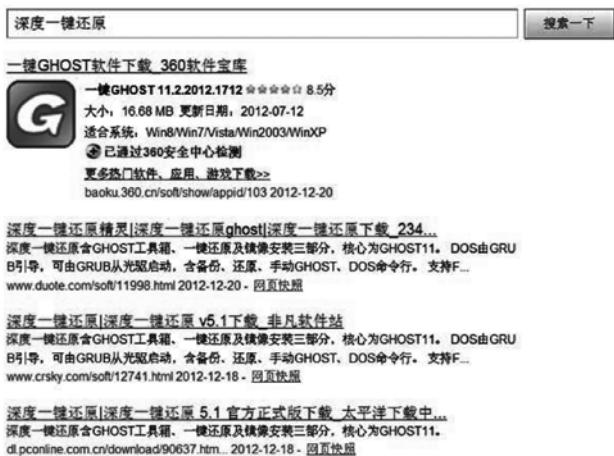 深度一键还原
搜索一下
一键GHOST软件下载_360软件宝库
一键GHOST 11.2.2012.1712 ☆☆☆☆☆ 8.5分
大小: 16.68 MB 更新日期: 2012-07-12
适合系统: Win8/Win7/Vista/Win2003/WinXP
已通过360安全中心检测
更多热门软件、应用、游戏下载>>
baoku.360.cn/soft/show/appid/103 2012-12-20
深度一键还原精灵|深度一键还原ghost|深度一键还原下载_234...
深度一键还原含GHOST工具箱、一键还原及镜像安装三部分，核心为GHOST11。 DOS由GRU
B引导，可由GRUB从光驱启动，含备份、还原、手动GHOST、DOS命令行。 支持F...
www.duote.com/soft/11998.html 2012-12-20 - 网页快照
深度一键还原|深度一键还原 v5.1下载_非凡软件站
深度一键还原含GHOST工具箱、一键还原及镜像安装三部分，核心为GHOST11。 DOS由GRU
B引导，可由GRUB从光驱启动，含备份、还原、手动GHOST、DOS命令行。 支持F...
www.crsky.com/soft/12741.html 2012-12-18 - 网页快照
深度一键还原|深度一键还原 5.1 官方正式版下载_太平洋下载中...
深度一键还原含GHOST工具箱、一键还原及镜像安装三部分，核心为GHOST11。
dl.pconline.com.cn/download/90637.htm... 2012-12-18 - 网页快照